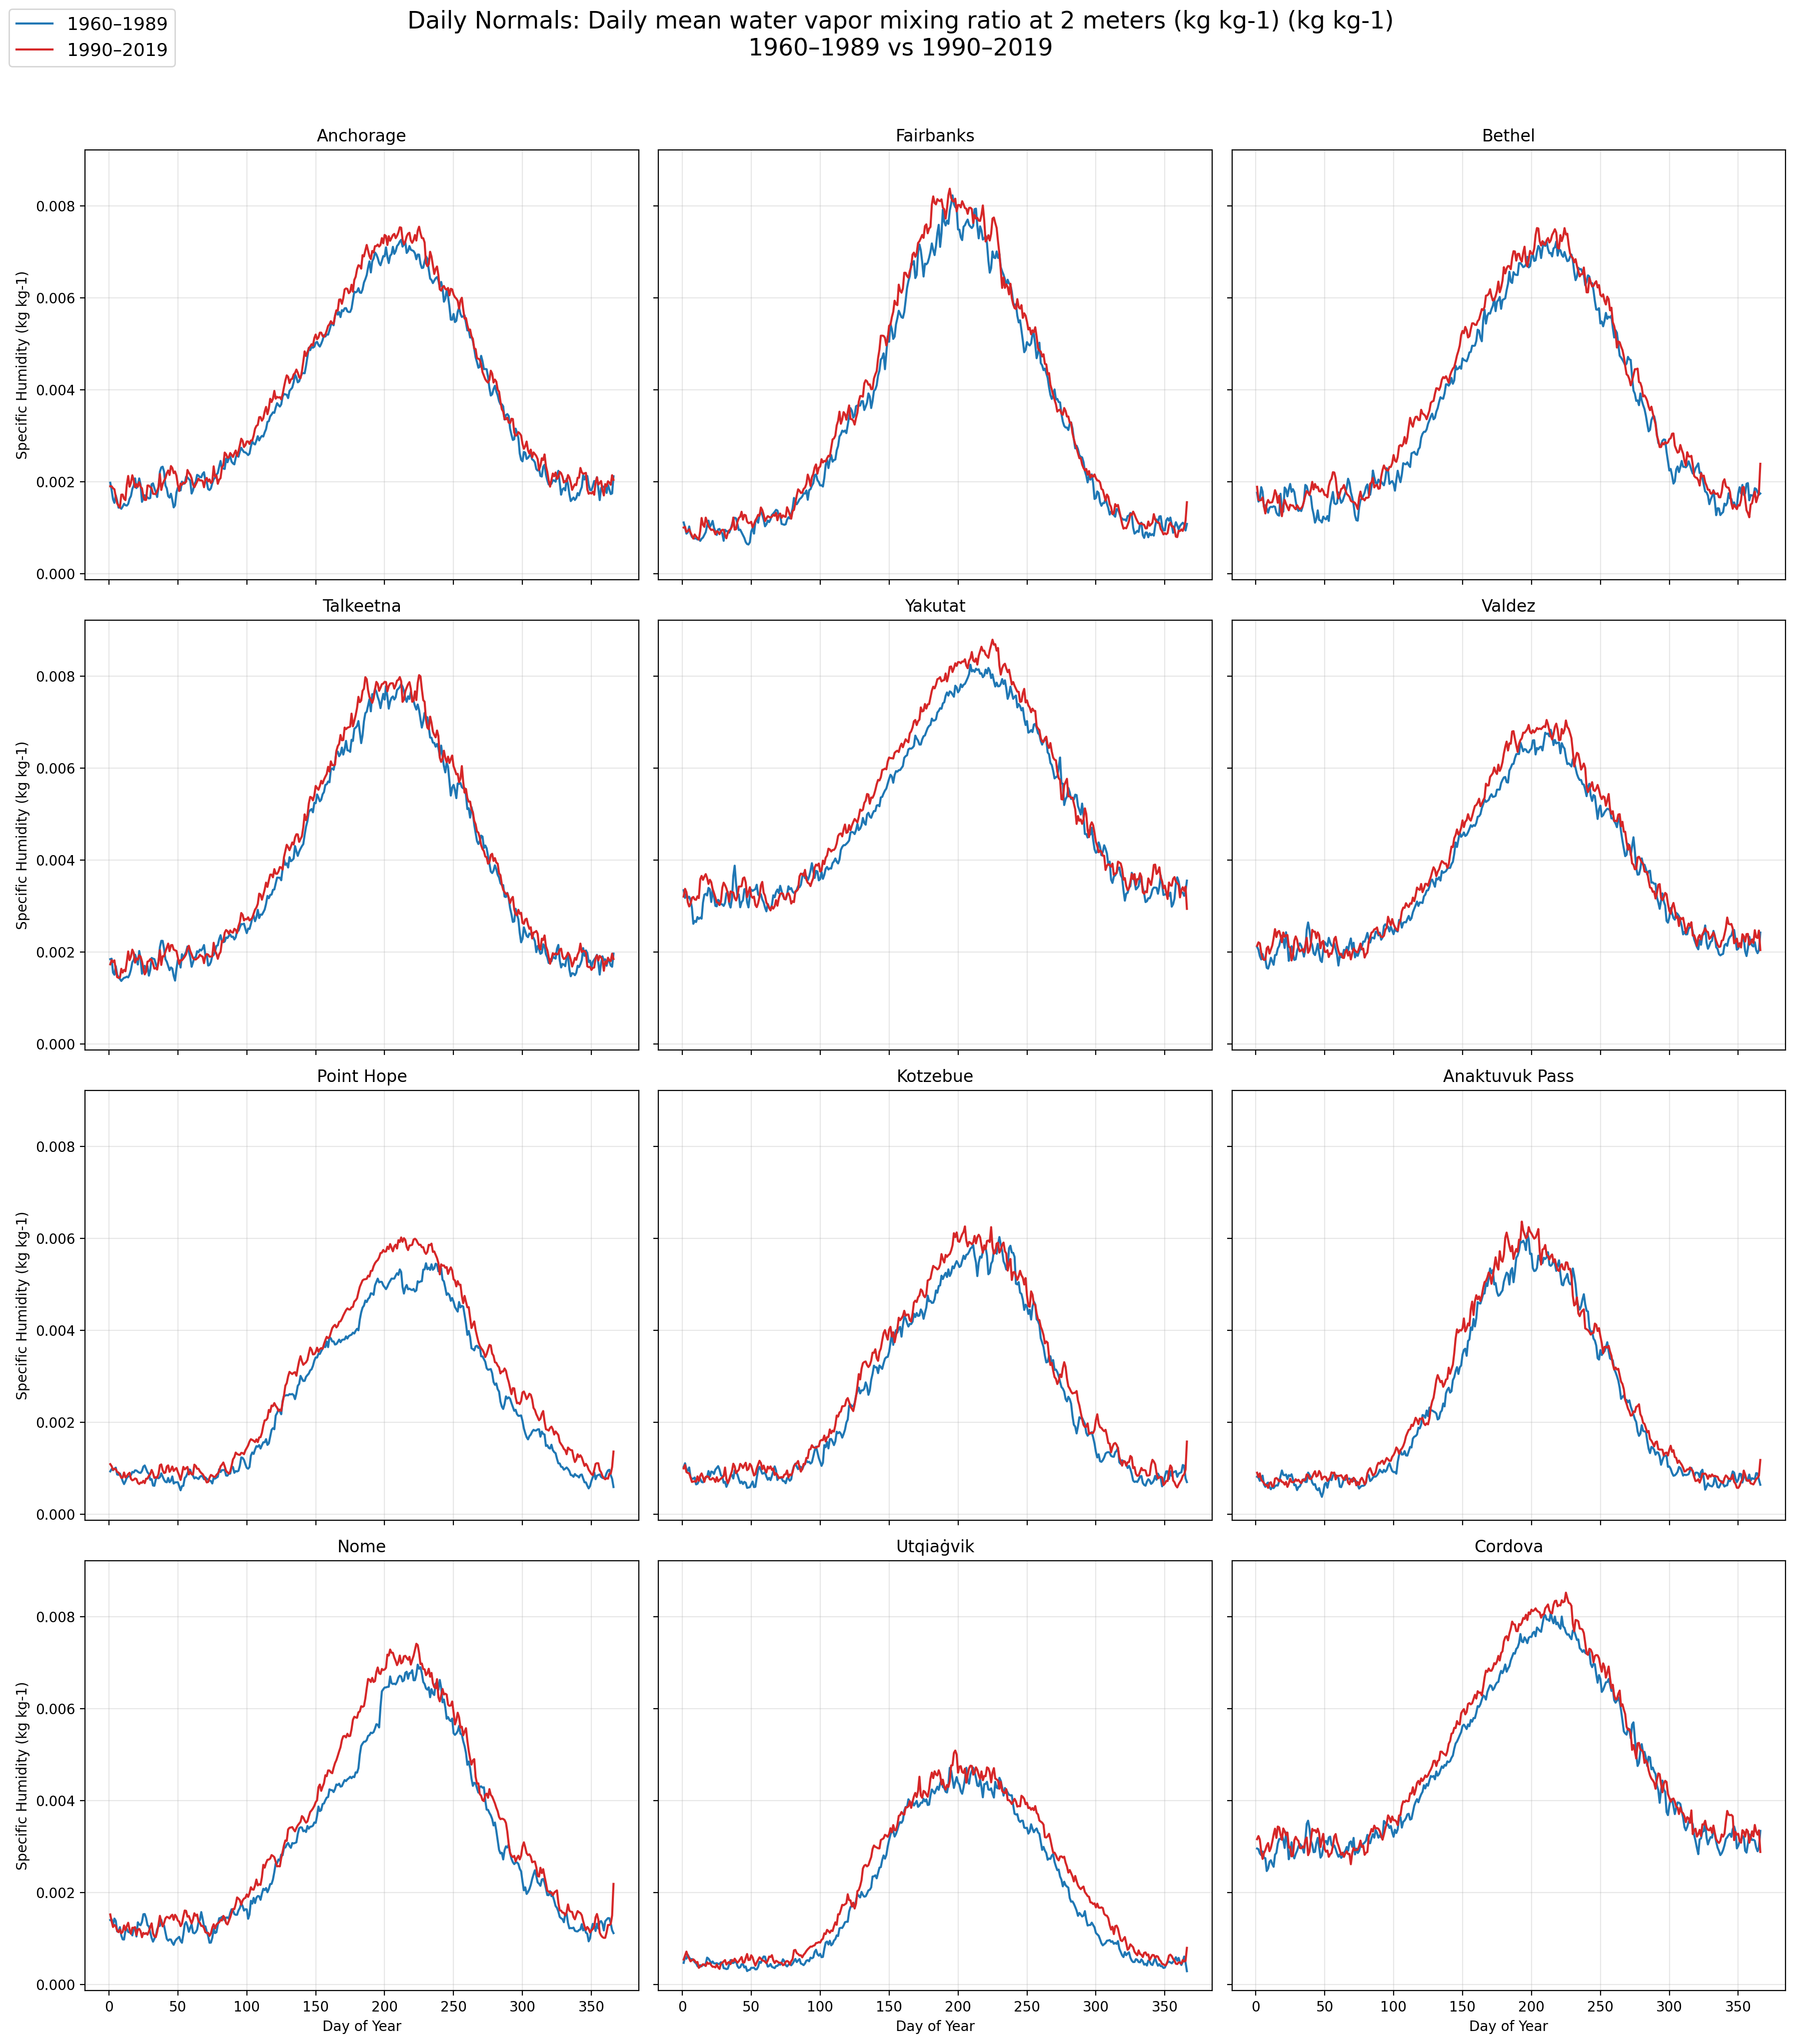 1960–1989
1990–2019
Daily Normals: Daily mean water vapor mixing ratio at 2 meters (kg kg-1) (kg kg-1)
1960–1989 vs 1990–2019
Anchorage
Fairbanks
Bethel
Specific Humidity (kg kg-1)
0.008
0.006
0.004
0.002
0.000
Talkeetna
Yakutat
Valdez
Specific Humidity (kg kg-1)
0.008
0.006
0.004
0.002
0.000
Point Hope
Kotzebue
Anaktuvuk Pass
Specific Humidity (kg kg-1)
0.008
0.006
0.004
0.002
0.000
Nome
Utqiaġvik
Cordova
Specific Humidity (kg kg-1)
0.008
0.006
0.004
0.002
0.000
0 50 100 150 200 250 300 350
0 50 100 150 200 250 300 350
0 50 100 150 200 250 300 350
Day of Year
Day of Year
Day of Year